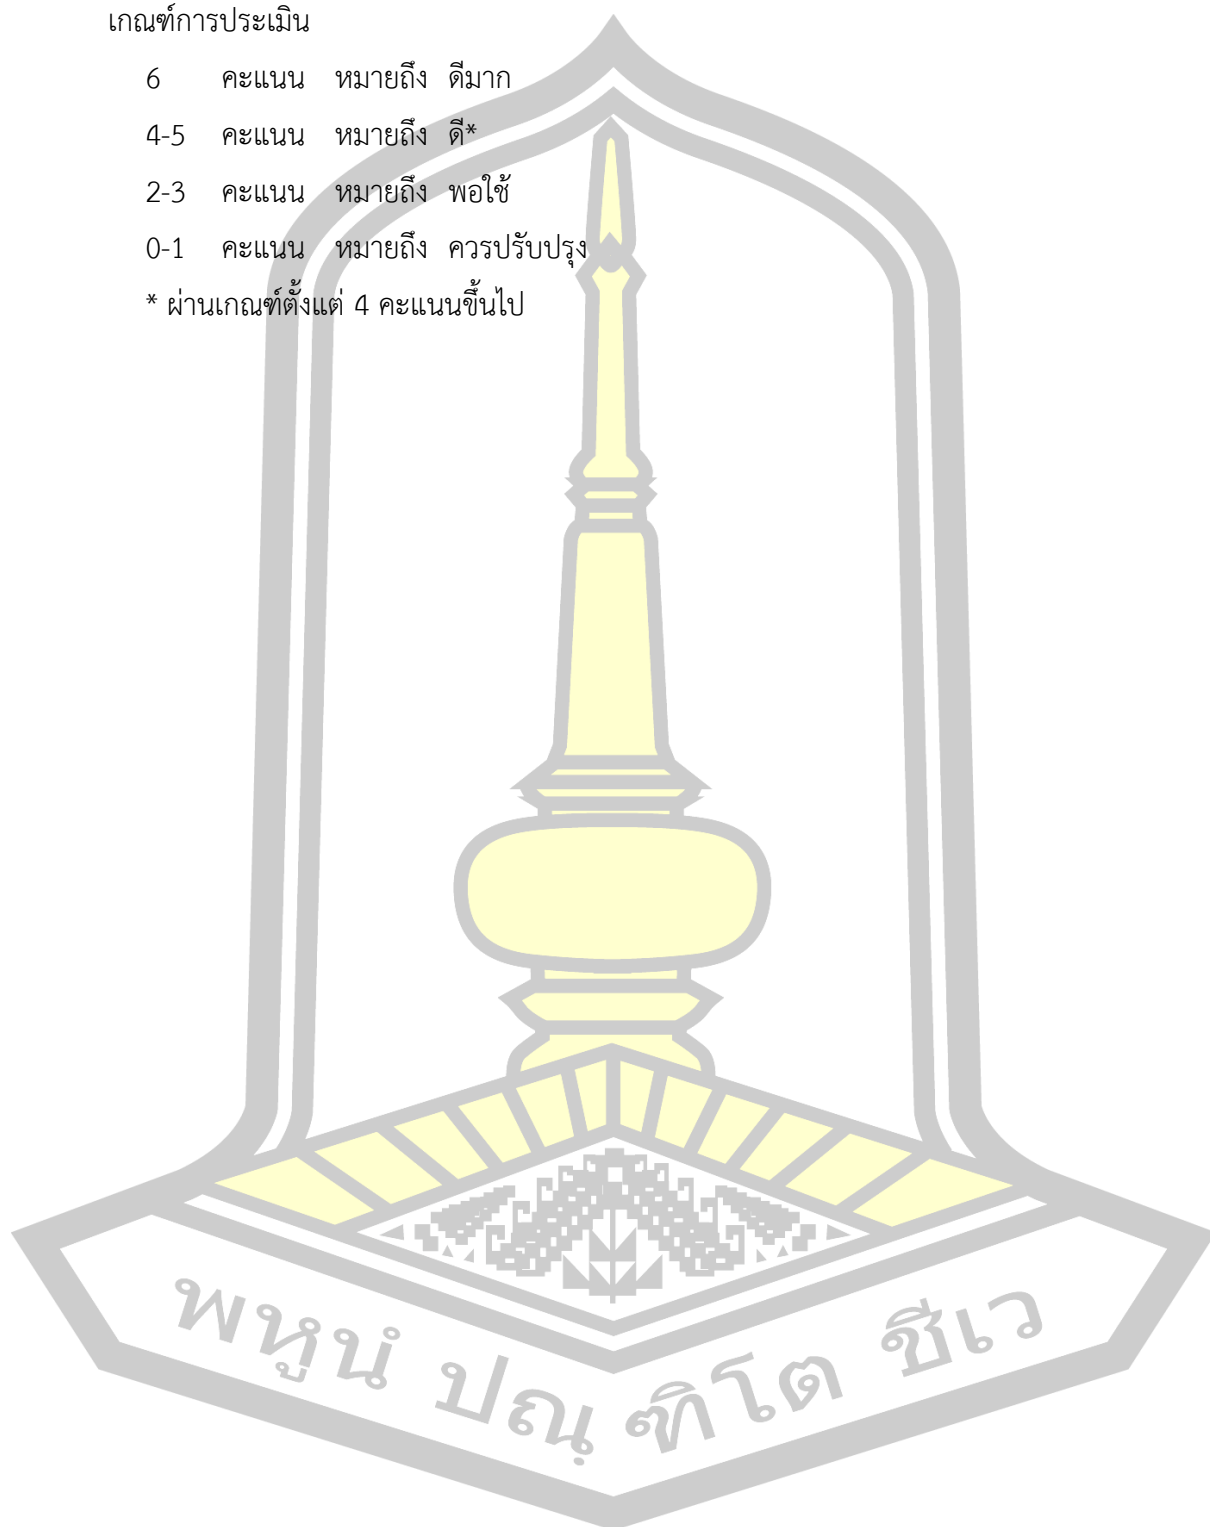 เกณฑ์การประเมิน
6 คะแนน หมายถึง ดีมาก
4-5 คะแนน หมายถึง ดี*
2-3 คะแนน หมายถึง พอใช้
0-1 คะแนน หมายถึง ควรปรับปรุง
* ผ่านเกณฑ์ตั้งแต่ 4 คะแนนขึ้นไป
พหูนํ ปณฺ ฑิโต ชีเว